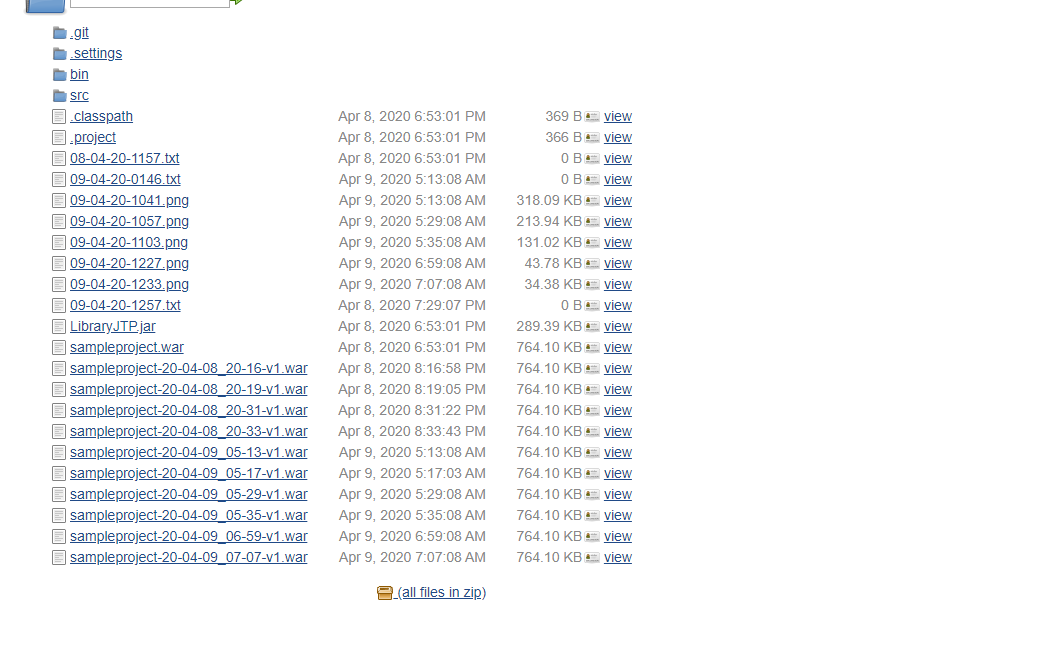 .git
.settings
bin
src
.classpath Apr 8, 2020 6:53:01 PM 369 B view
.project Apr 8, 2020 6:53:01 PM 366 B view
08-04-20-1157.txt Apr 8, 2020 6:53:01 PM 0 B view
09-04-20-0146.txt Apr 9, 2020 5:13:08 AM 0 B view
09-04-20-1041.png Apr 9, 2020 5:13:08 AM 318.09 KB view
09-04-20-1057.png Apr 9, 2020 5:29:08 AM 213.94 KB view
09-04-20-1103.png Apr 9, 2020 5:35:08 AM 131.02 KB view
09-04-20-1227.png Apr 9, 2020 6:59:08 AM 43.78 KB view
09-04-20-1233.png Apr 9, 2020 7:07:08 AM 34.38 KB view
09-04-20-1257.txt Apr 9, 2020 7:29:07 PM 0 B view
LibraryJTP.jar Apr 8, 2020 6:53:01 PM 289.39 KB view
sampleproject.war Apr 8, 2020 6:53:01 PM 764.10 KB view
sampleproject-20-04-08_20-16-v1.war Apr 8, 2020 8:16:58 PM 764.10 KB view
sampleproject-20-04-08_20-19-v1.war Apr 8, 2020 8:19:05 PM 764.10 KB view
sampleproject-20-04-08_20-31-v1.war Apr 8, 2020 8:31:22 PM 764.10 KB view
sampleproject-20-04-08_20-33-v1.war Apr 8, 2020 8:33:43 PM 764.10 KB view
sampleproject-20-04-09_05-13-v1.war Apr 9, 2020 5:13:08 AM 764.10 KB view
sampleproject-20-04-09_05-17-v1.war Apr 9, 2020 5:17:03 AM 764.10 KB view
sampleproject-20-04-09_05-29-v1.war Apr 9, 2020 5:29:08 AM 764.10 KB view
sampleproject-20-04-09_05-35-v1.war Apr 9, 2020 5:35:08 AM 764.10 KB view
sampleproject-20-04-09_06-59-v1.war Apr 9, 2020 6:59:08 AM 764.10 KB view
sampleproject-20-04-09_07-07-v1.war Apr 9, 2020 7:07:08 AM 764.10 KB view
(all files in zip)